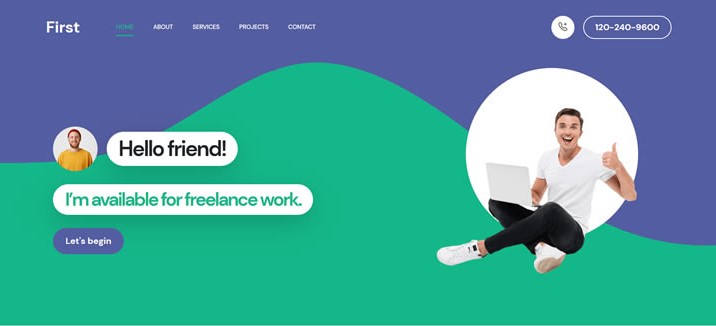 First
HOME ABOUT SERVICES PROJECTS CONTACT
120-240-9600
Hello friend!
I'm available for freelance work.
Let's begin